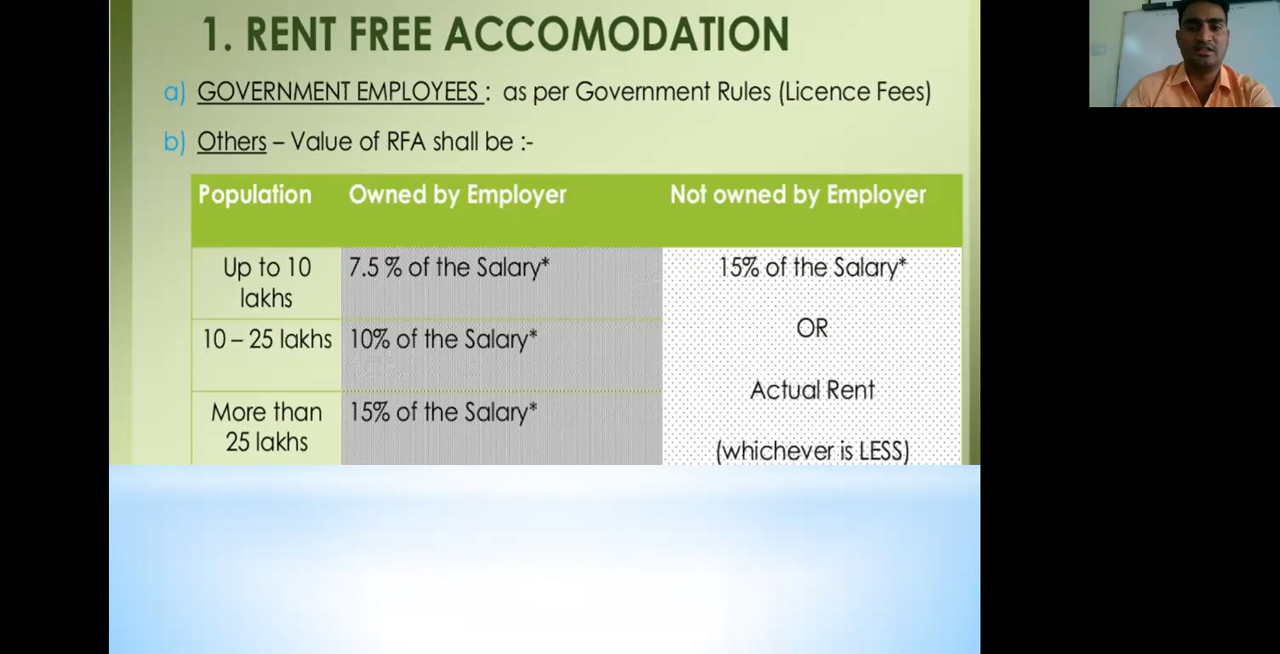 1. RENT FREE ACCOMODATION
a) GOVERNMENT EMPLOYEES : as per Government Rules (Licence Fees)
b) Others – Value of RFA shall be :-
Population Owned by Employer Not owned by Employer
Up to 10 lakhs 7.5 % of the Salary* 15% of the Salary*
OR
10 – 25 lakhs 10% of the Salary*
Actual Rent
More than 25 lakhs 15% of the Salary*
(whichever is LESS)